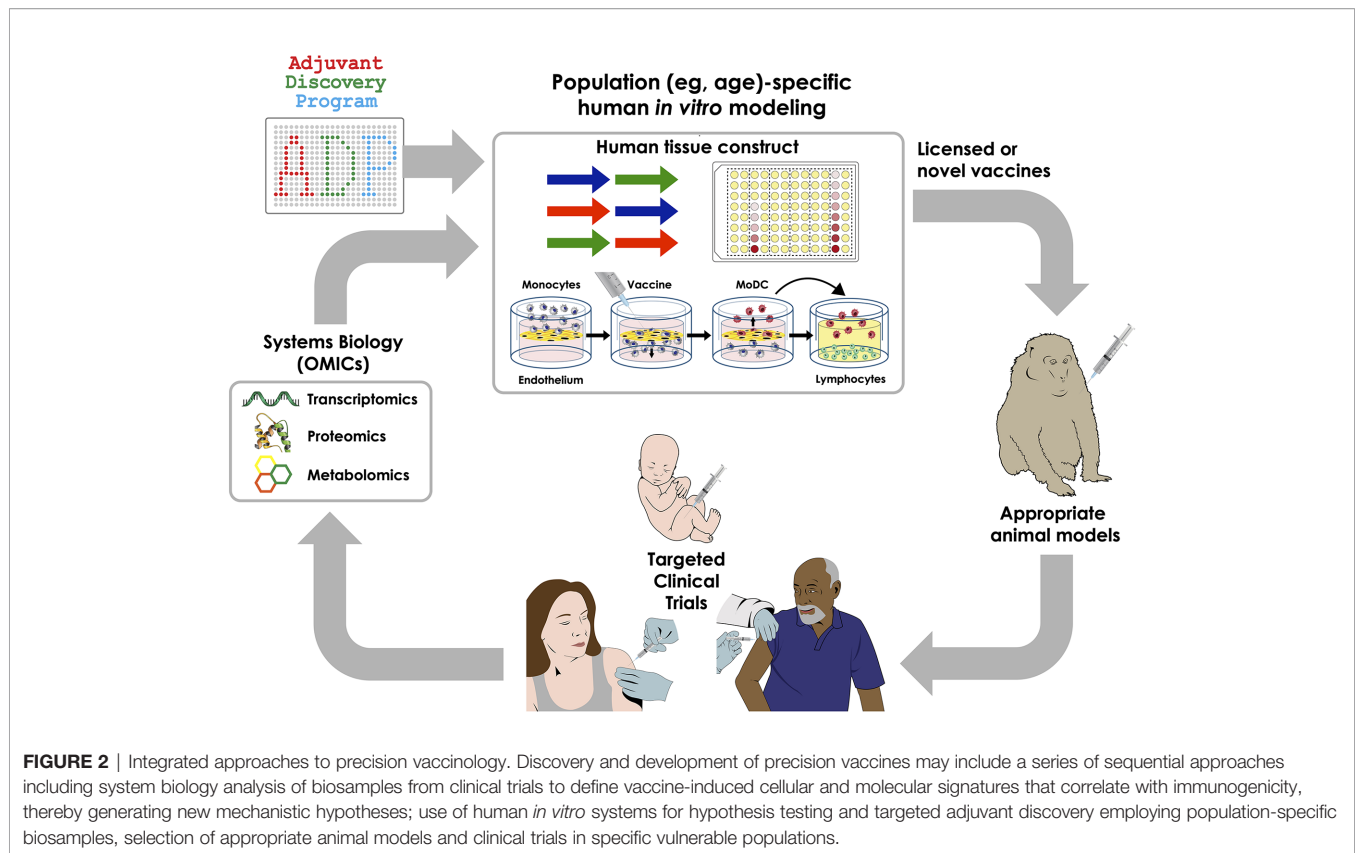 Adjuvant
Discovery
Program
ADP
Population (eg, age)-specific
human in vitro modeling
Human tissue construct
Monocytes
Vaccine
MoDC
Endothelium
Lymphocytes
Licensed or
novel vaccines
Systems Biology
(OMICs)
Transcriptomics
Proteomics
Metabolomics
Appropriate
animal models
Targeted
Clinical
Trials
FIGURE 2 | Integrated approaches to precision vaccinology. Discovery and development of precision vaccines may include a series of sequential approaches
including system biology analysis of biosamples from clinical trials to define vaccine-induced cellular and molecular signatures that correlate with immunogenicity,
thereby generating new mechanistic hypotheses; use of human in vitro systems for hypothesis testing and targeted adjuvant discovery employing population-specific
biosamples, selection of appropriate animal models and clinical trials in specific vulnerable populations.